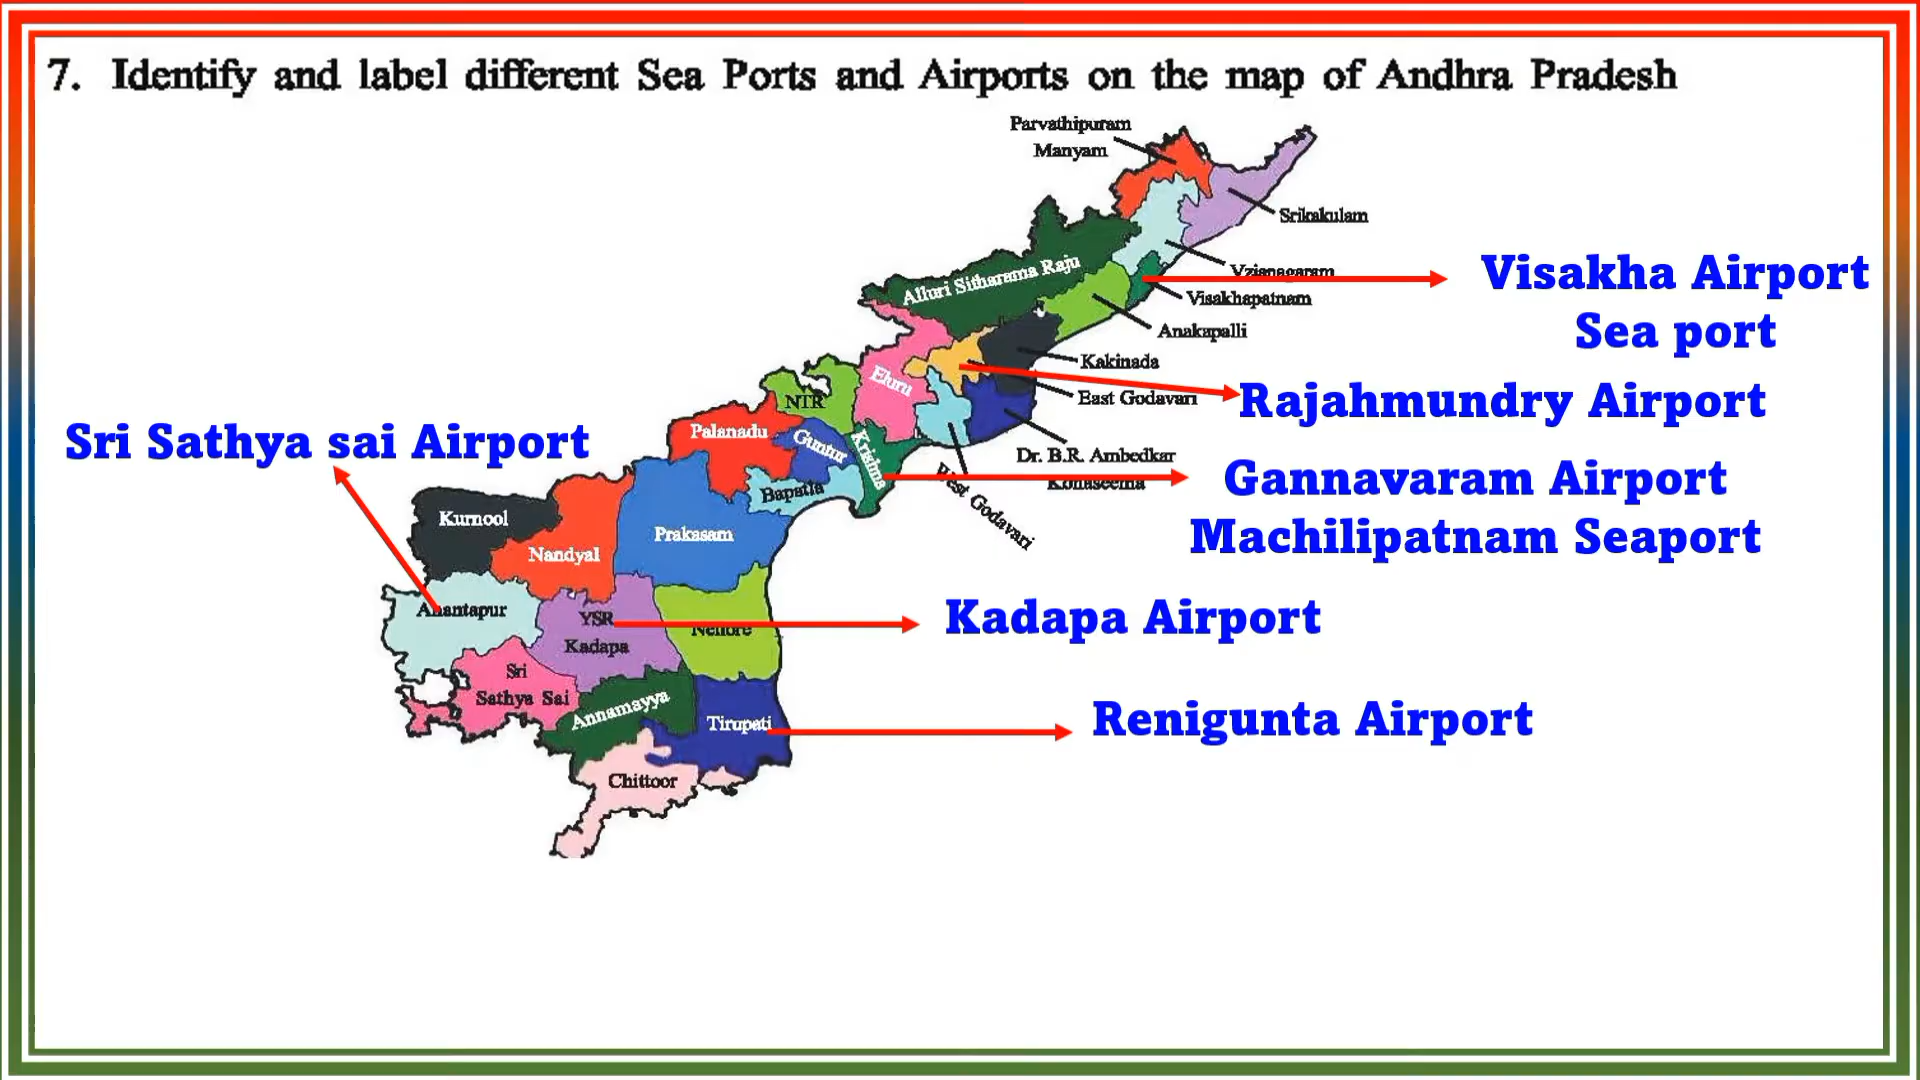 7. Identify and label different Sea Ports and Airports on the map of Andhra Pradesh
Parvathipuram
Manyam
Srikakulam
Alluri Sitharama Raju
Vzianagaram
Visakhapatnam
Visakha Airport
Sea port
Anakapalli
Kakinada
Eluru
East Godavari
Rajahmundry Airport
NTR
Palanadu
Guntur
Krishna
Dr. B.R. Ambedkar
Konaseema
West Godavari
Sri Sathya sai Airport
Gannavaram Airport
Machilipatnam Seaport
Bapatla
Kurnool
Nandyal
Prakasam
Anantapur
YSR
Kadapa
Nellore
Kadapa Airport
Sri
Sathya Sai
Annamayya
Tirupati
Renigunta Airport
Chittoor